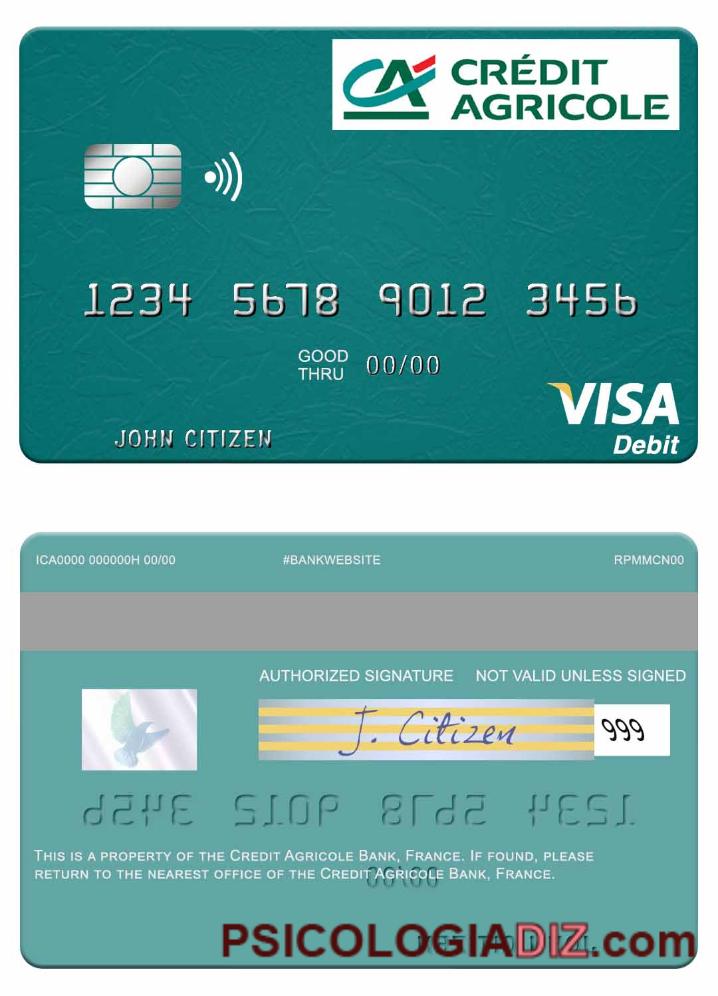 CRÉDIT
AGRICOLE
1234 5678 9012 3456
GOOD
THRU 00/00
VISA
Debit
JOHN CITIZEN
ICA0000 000000H 00/00 #BANKWEBSITE RPMMCN00
AUTHORIZED SIGNATURE NOT VALID UNLESS SIGNED
J. Citizen 999
THIS IS A PROPERTY OF THE CREDIT AGRICOLE BANK, FRANCE. IF FOUND, PLEASE
RETURN TO THE NEAREST OFFICE OF THE CREDIT AGRICOLE BANK, FRANCE.
PSICOLOGIADIZ.com